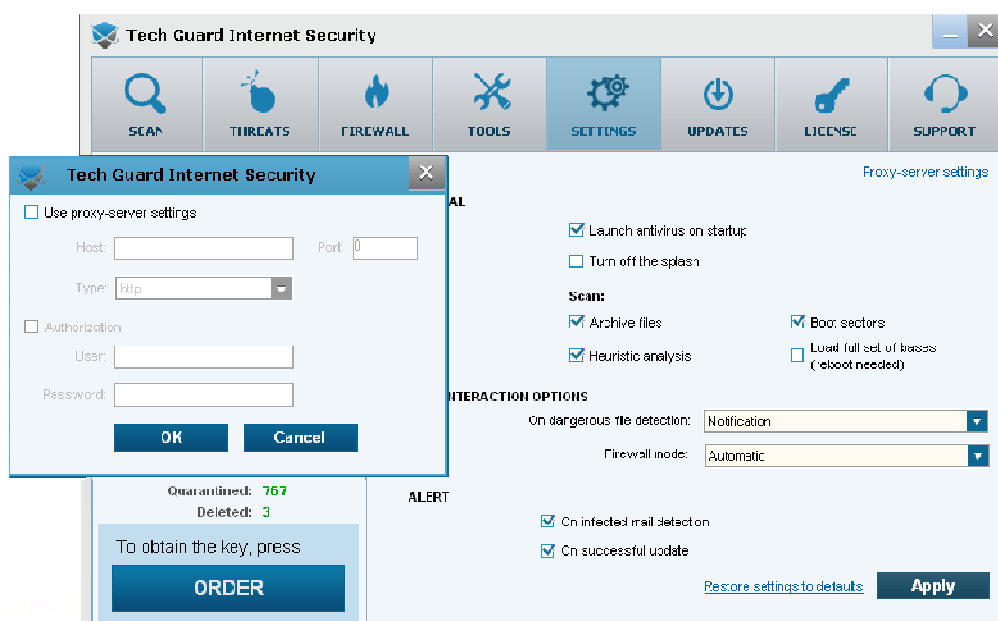 Tech Guard Internet Security
SCAN THREATS FIREWALL TOOLS SETTINGS UPDATES LICENSE SUPPORT
Proxy-server settings
Tech Guard Internet Security
Use proxy-server settings
Host: Port: 0
Type: http
Authorization
User:
Password:
OK Cancel
AL
Launch antivirus on startup
Turn off the splash
Scan:
Archive files Boot sectors
Heuristic analysis Load full set of bases
(reboot needed)
NTERACTION OPTIONS
On dangerous file detection: Notification
Firewall mode: Automatic
ALERT
On infected mail detection
On successful update
Restore settings to defaults Apply
Quarantined: 767
Deleted: 3
To obtain the key, press
ORDER